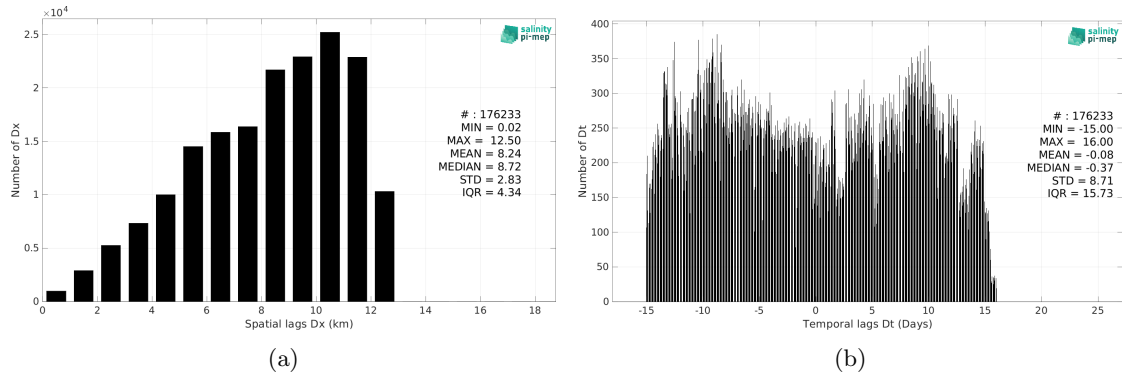 ×10⁴
2.5
2
1.5
1
0.5
0
Number of Dx
0 2 4 6 8 10 12 14 16 18
Spatial lags Dx (km)
salinity
pi-mep
# : 176233
MIN = 0.02
MAX = 12.50
MEAN = 8.24
MEDIAN = 8.72
STD = 2.83
IQR = 4.34
(a)
400
350
300
250
200
150
100
50
0
Number of Dt
-15 -10 -5 0 5 10 15 20 25
Temporal lags Dt (Days)
salinity
pi-mep
# : 176233
MIN = -15.00
MAX = 16.00
MEAN = -0.08
MEDIAN = -0.37
STD = 8.71
IQR = 15.73
(b)